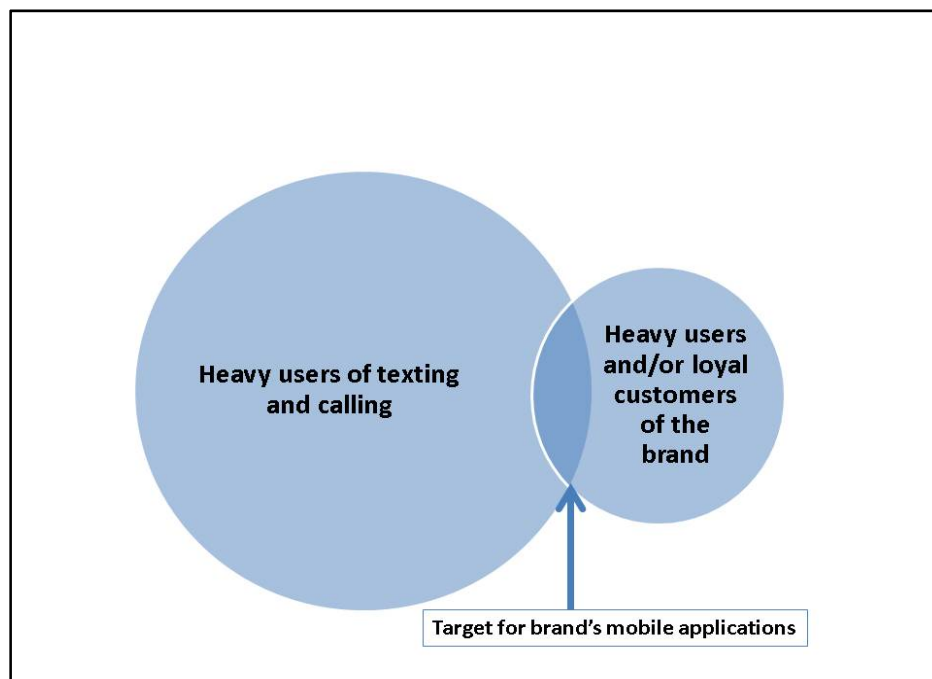 Heavy users of texting
and calling
Heavy users
and/or loyal
customers
of the
brand
Target for brand's mobile applications